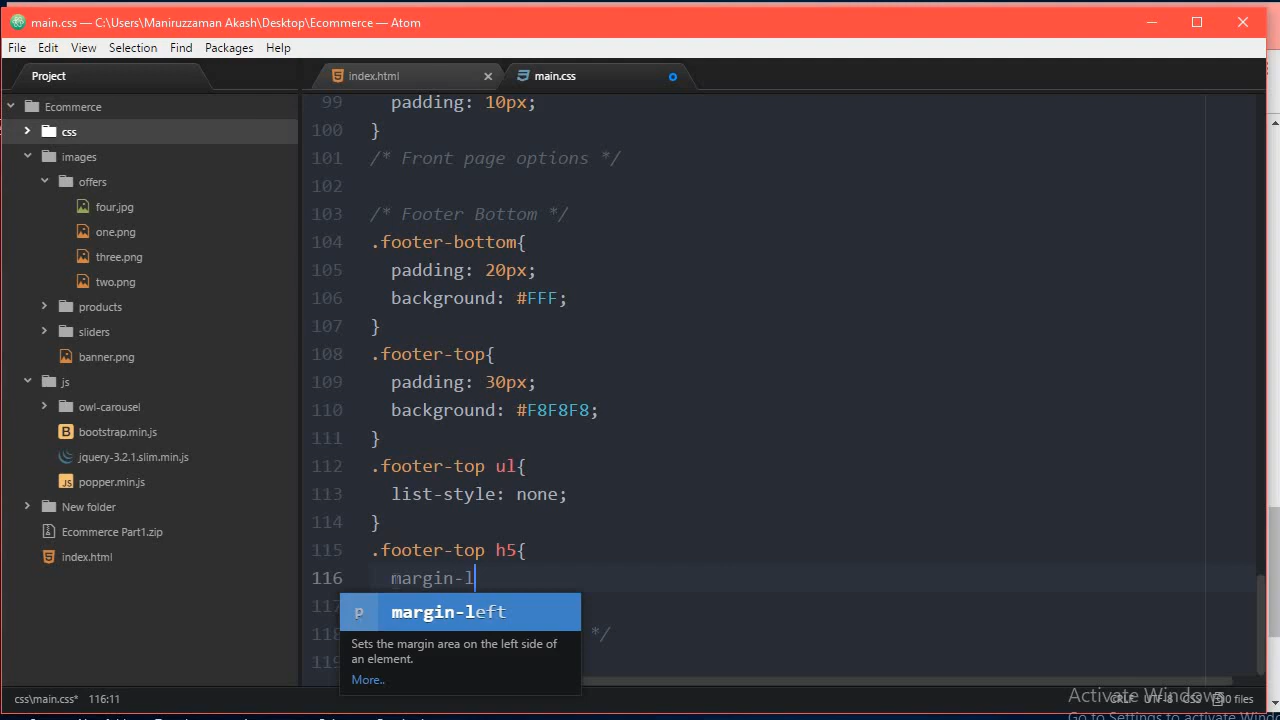 main.css — C:\Users\Maniruzzaman Akash\Desktop\Ecommerce — Atom
File Edit View Selection Find Packages Help
Project
index.html
main.css
Ecommerce
css
images
offers
four.jpg
one.png
three.png
two.png
products
sliders
banner.png
js
owl-carousel
bootstrap.min.js
jquery-3.2.1.slim.min.js
popper.min.js
New folder
Ecommerce Part1.zip
index.html
99 padding: 10px;
100 }
101 /* Front page options */
102
103 /* Footer Bottom */
104 .footer-bottom{
105 padding: 20px;
106 background: #FFF;
107 }
108 .footer-top{
109 padding: 30px;
110 background: #F8F8F8;
111 }
112 .footer-top ul{
113 list-style: none;
114 }
115 .footer-top h5{
116 margin-l
p margin-left
Sets the margin area on the left side of
an element.
More..
*/
css\main.css* 116:11
CRLF UTF-8 CSS 0 files
Activate Windows
Go to Settings to activate